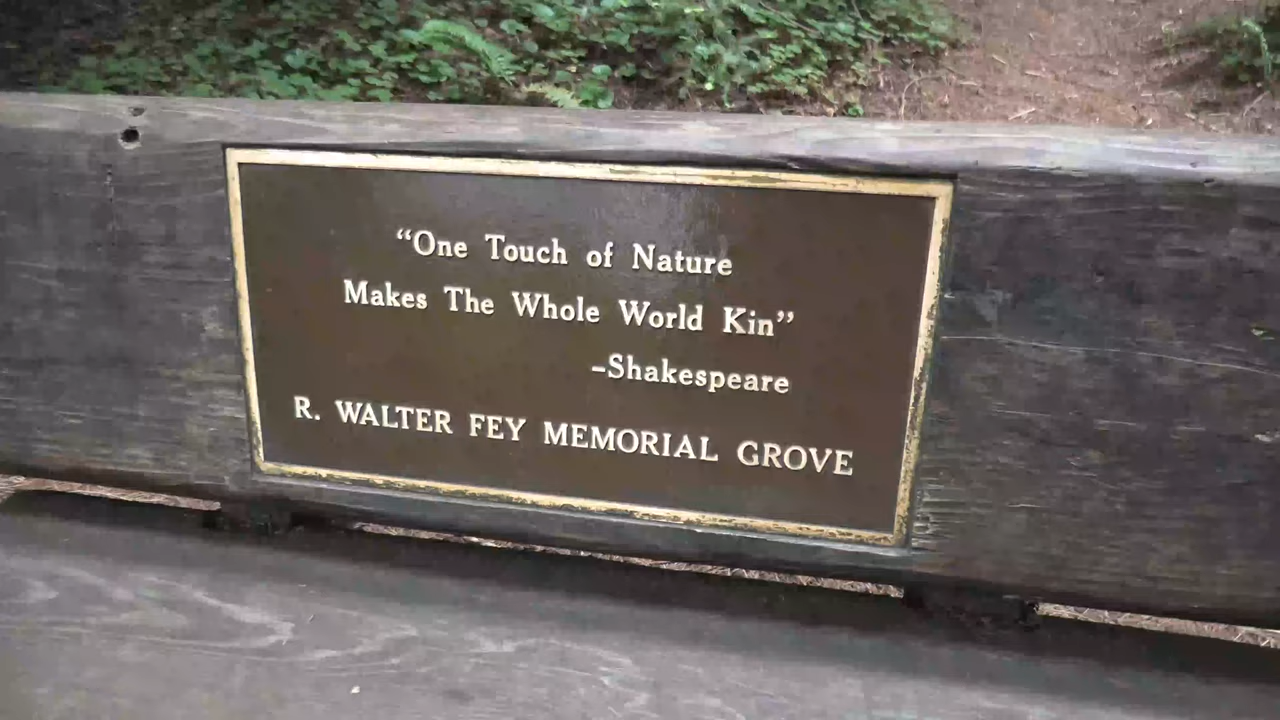 “One Touch of Nature
Makes The Whole World Kin”
-Shakespeare
R. WALTER FEY MEMORIAL GROVE